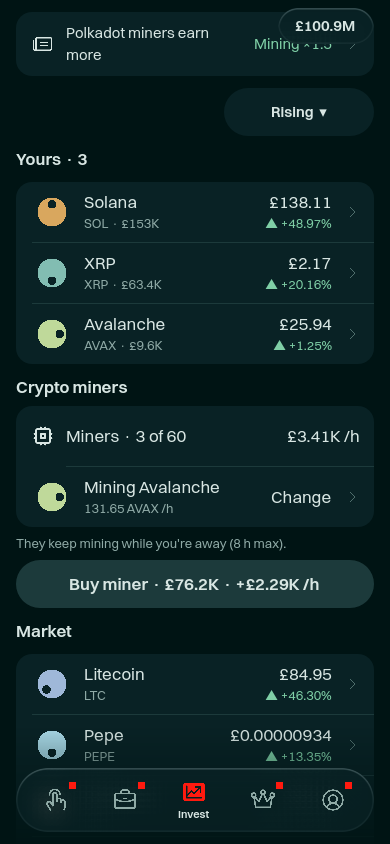 £100.9M
Polkadot miners earn
more
Mining ×1.5
Rising ▼
Yours · 3
Solana
£138.11
SOL · £153K
▲ +48.97%
XRP
£2.17
XRP · £63.4K
▲ +20.16%
Avalanche
£25.94
AVAX · £9.6K
▲ +1.25%
Crypto miners
Miners · 3 of 60
£3.41K /h
Mining Avalanche
Change
131.65 AVAX /h
They keep mining while you're away (8 h max).
Buy miner · £76.2K · +£2.29K /h
Market
Litecoin
£84.95
LTC
▲ +46.30%
Pepe
£0.00000934
PEPE
▲ +13.35%
Invest